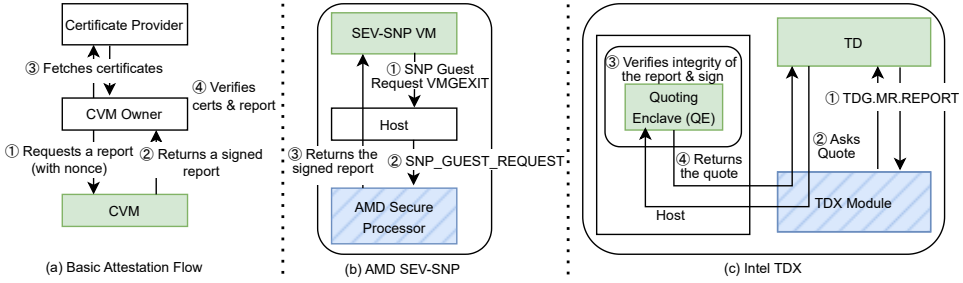 Certificate Provider
③ Fetches certificates
④ Verifies
certs & report
CVM Owner
① Requests a report
(with nonce)
② Returns a signed
report
CVM
(a) Basic Attestation Flow
SEV-SNP VM
① SNP Guest
Request VMGEXIT
Host
③ Returns the
signed report
② SNP_GUEST_REQUEST
AMD Secure
Processor
(b) AMD SEV-SNP
TD
③ Verifies integrity of
the report & sign
Quoting
Enclave (QE)
① TDG.MR.REPORT
② Asks
Quote
④ Returns
the quote
Host
TDX Module
(c) Intel TDX